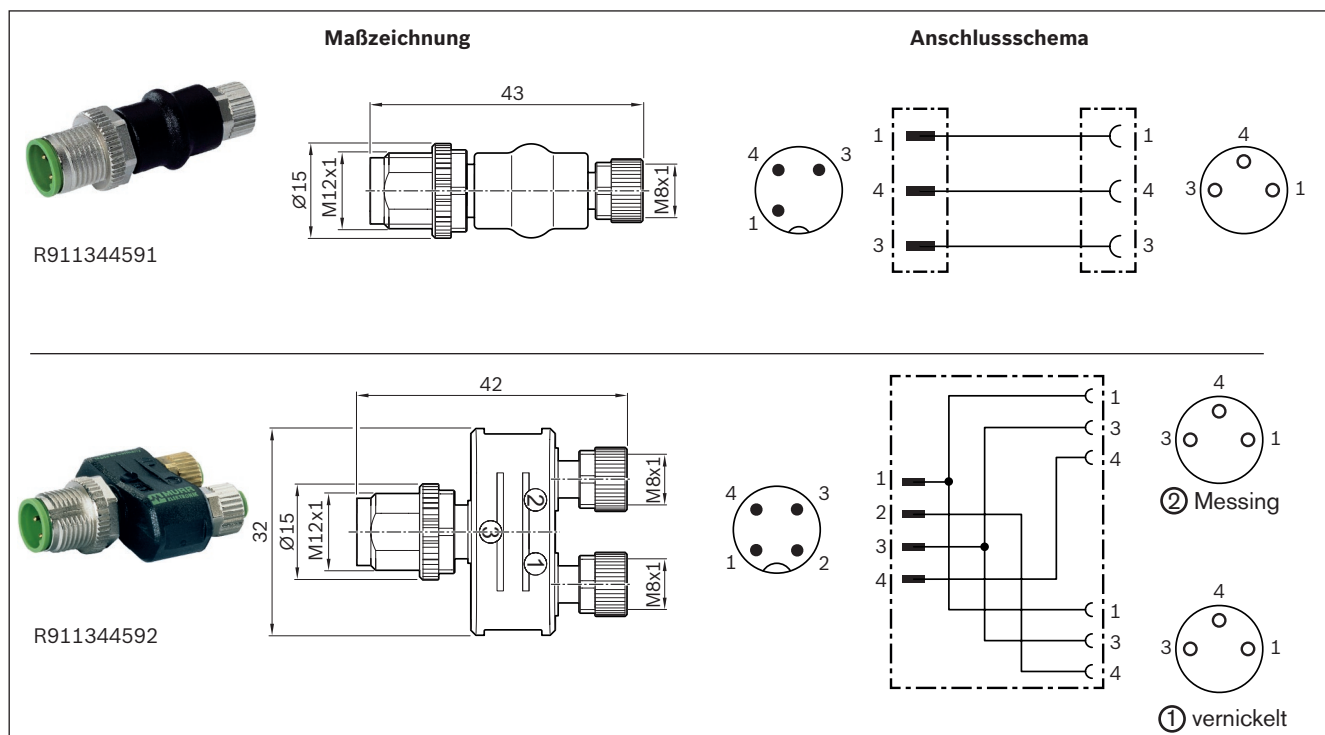 Maßzeichnung
Anschlussschema
43
Ø15
M12x1
M8x1
R911344591
4 3
1
1 1
4 4
3 3
4
3 1
42
32
Ø15
M12x1
M8x1
M8x1
②
③
①
MURR
ELEKTRONIK
R911344592
4 3
1 2
1
2
3
4
1
3
4
1
3
4
4
3 1
② Messing
4
3 1
① vernickelt